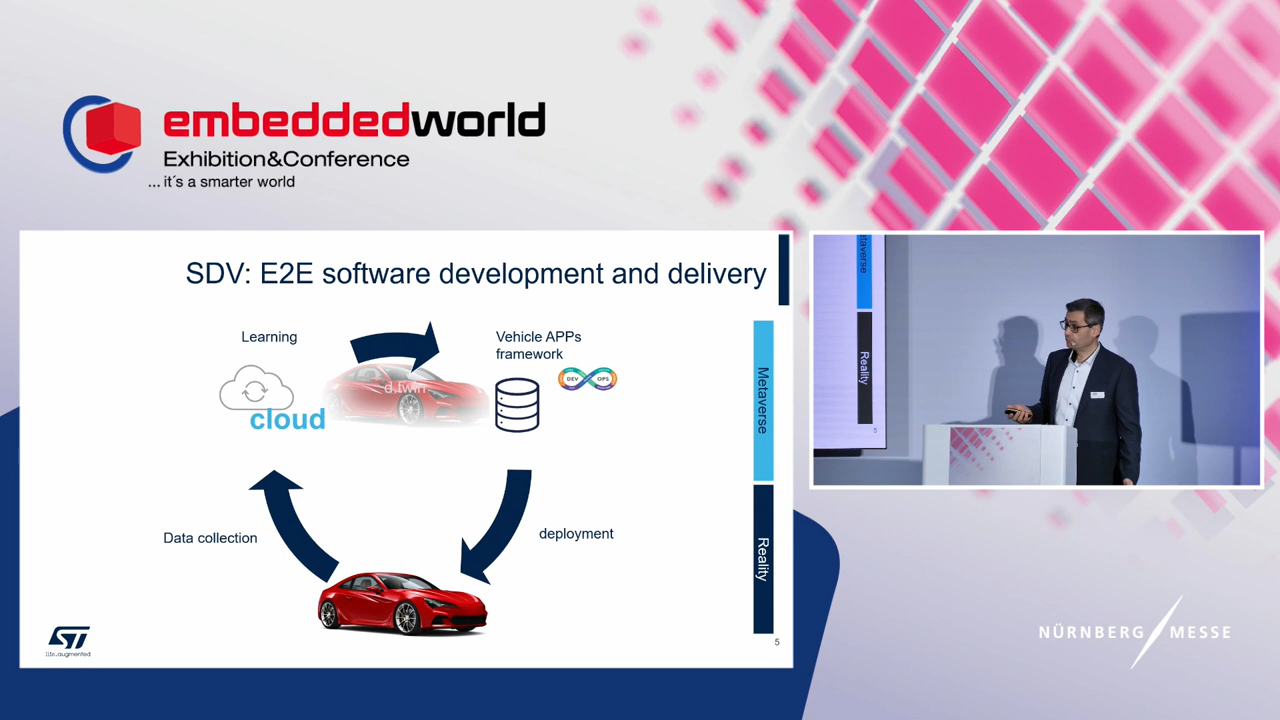 embeddedworld
Exhibition&Conference
... it's a smarter world
SDV: E2E software development and delivery
Learning
Vehicle APPs
framework
d.twin
DEV OPS
cloud
Metaverse
Data collection
deployment
Reality
life.augmented
5
Reality
5
NÜRNBERG MESSE